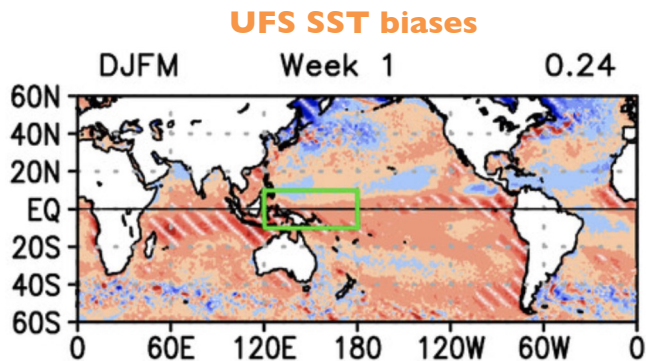 UFS SST biases
DJFM Week 1 0.24
60N
40N
20N
EQ
20S
40S
60S
0 60E 120E 180 120W 60W 0